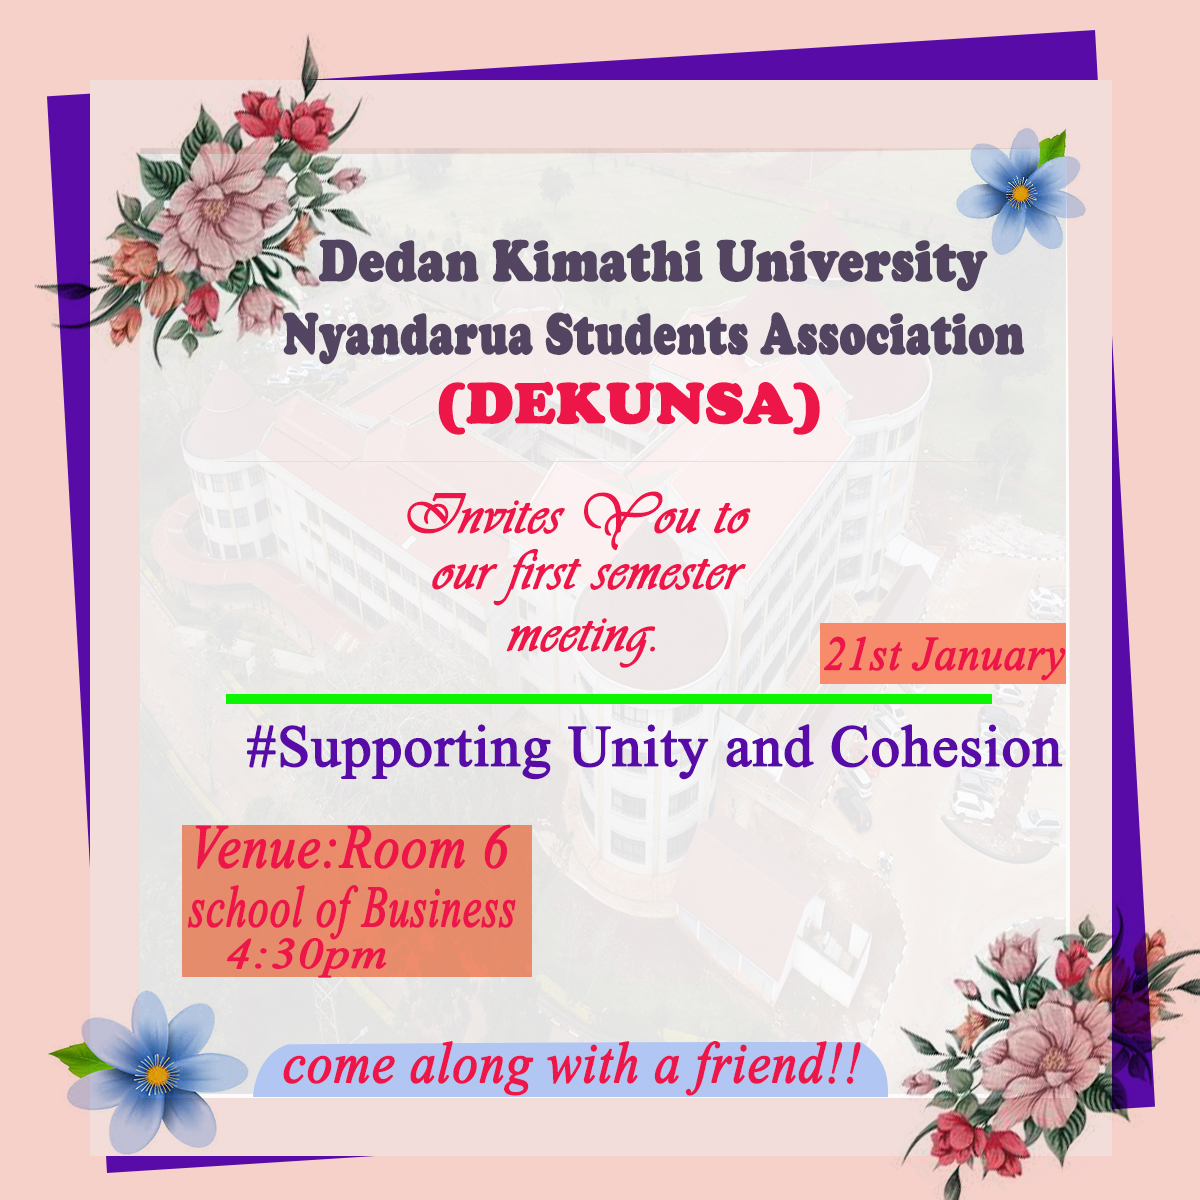 Dedan Kimathi University
Nyandarua Students Association
(DEKUNSA)
Invites You to
our first semester
meeting.
21st January
#Supporting Unity and Cohesion
Venue:Room 6
school of Business
4:30pm
come along with a friend!!